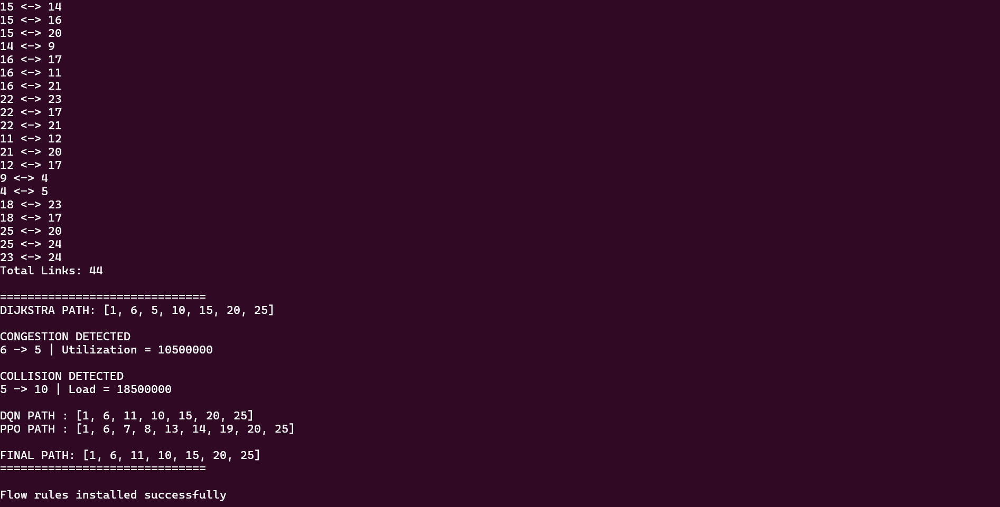 15 <-> 14
15 <-> 16
15 <-> 20
14 <-> 9
16 <-> 17
16 <-> 11
16 <-> 21
22 <-> 23
22 <-> 17
22 <-> 21
11 <-> 12
21 <-> 20
12 <-> 17
9 <-> 4
4 <-> 5
18 <-> 23
18 <-> 17
25 <-> 20
25 <-> 24
23 <-> 24
Total Links: 44
==============================
DIJKSTRA PATH: [1, 6, 5, 10, 15, 20, 25]
CONGESTION DETECTED
6 -> 5 | Utilization = 10500000
COLLISION DETECTED
5 -> 10 | Load = 18500000
DQN PATH : [1, 6, 11, 10, 15, 20, 25]
PPO PATH : [1, 6, 7, 8, 13, 14, 19, 20, 25]
FINAL PATH: [1, 6, 11, 10, 15, 20, 25]
==============================
Flow rules installed successfully